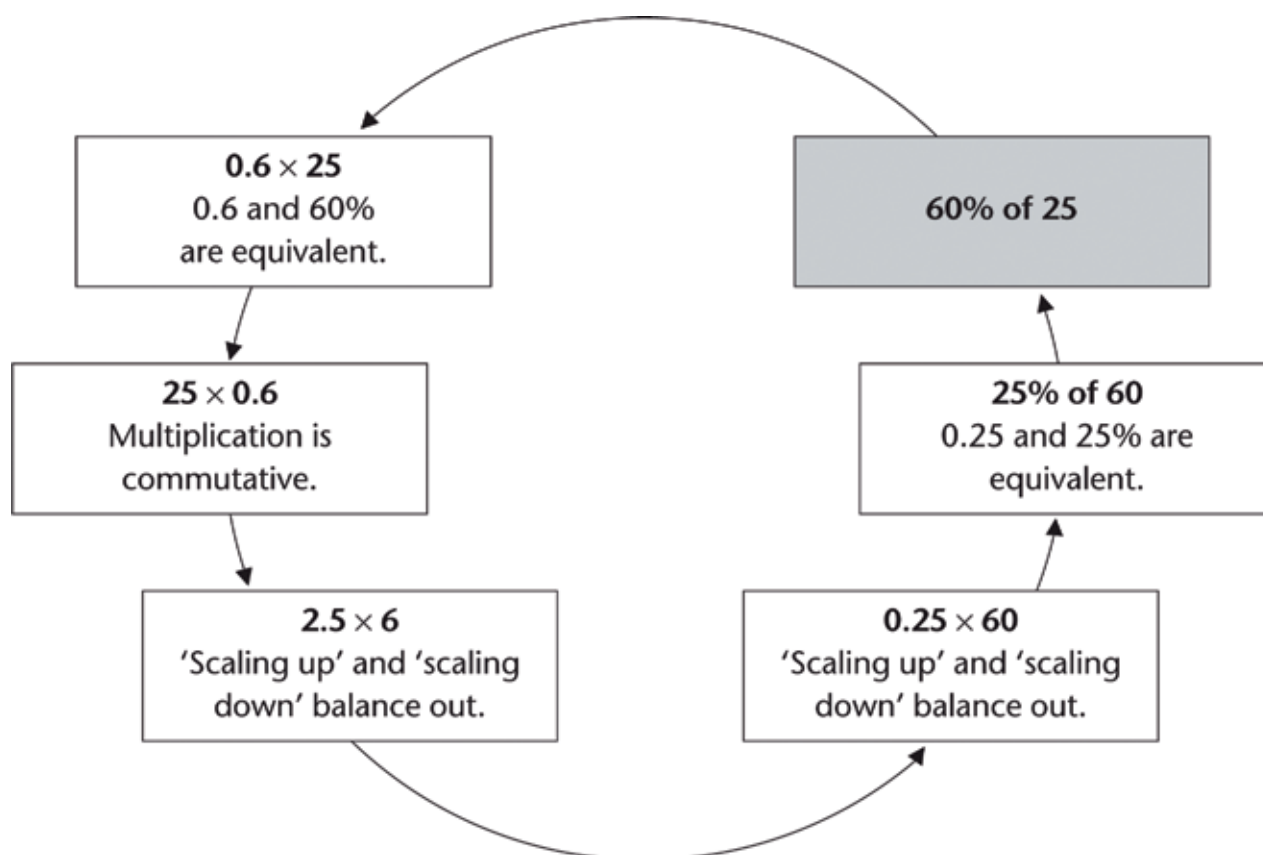 60% of 25
0.6 × 25
0.6 and 60%
are equivalent.
25 × 0.6
Multiplication is
commutative.
2.5 × 6
‘Scaling up’ and ‘scaling
down’ balance out.
0.25 × 60
‘Scaling up’ and ‘scaling
down’ balance out.
25% of 60
0.25 and 25% are
equivalent.